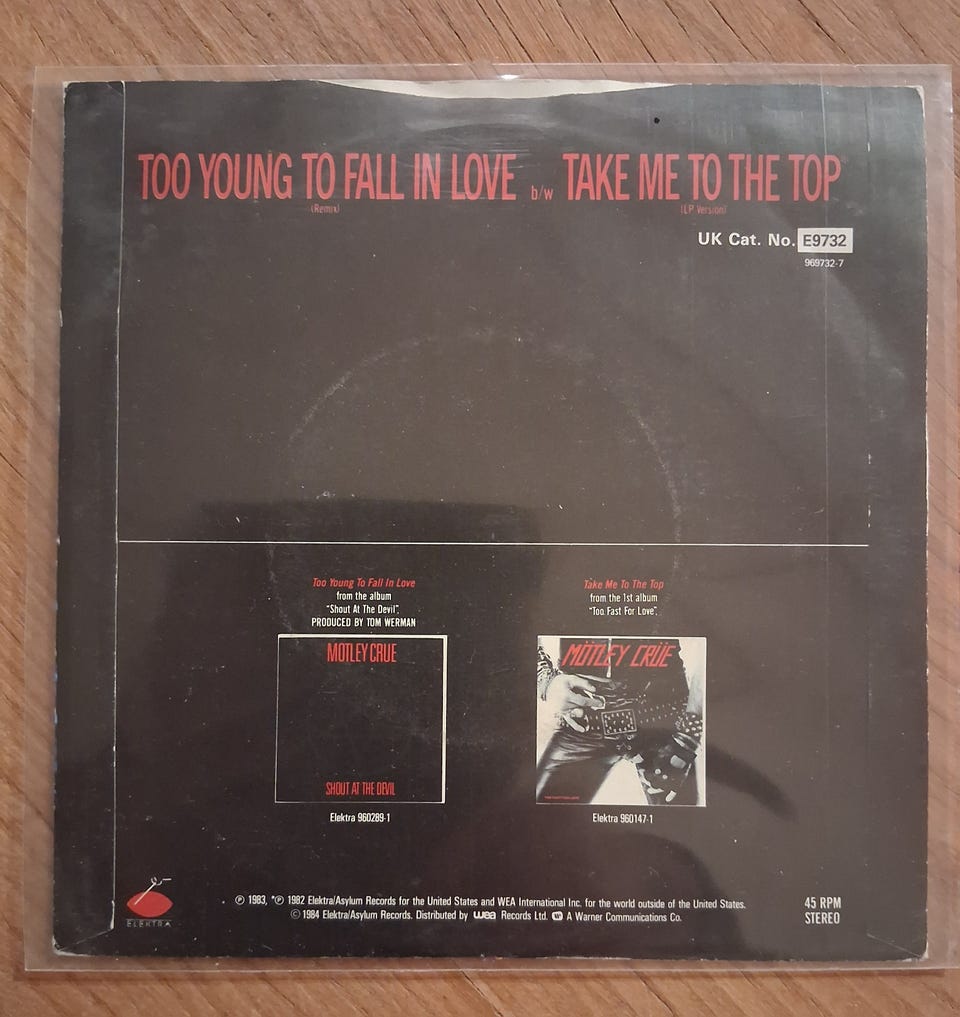 TOO YOUNG TO FALL IN LOVE b/w TAKE ME TO THE TOP
(Remix) (LP Version)
UK Cat. No. E9732
969732-7
Too Young To Fall In Love
from the album
"Shout At The Devil".
PRODUCED BY TOM WERMAN
MOTLEY CRUE
SHOUT AT THE DEVIL
Elektra 960289-1
Take Me To The Top
from the 1st album
"Too Fast For Love".
MÖTLEY CRÜE
Elektra 960147-1
ELEKTRA
Ⓟ 1983, *Ⓟ 1982 Elektra/Asylum Records for the United States and WEA International Inc. for the world outside of the United States.
© 1984 Elektra/Asylum Records. Distributed by wea Records Ltd. W A Warner Communications Co.
45 RPM
STEREO